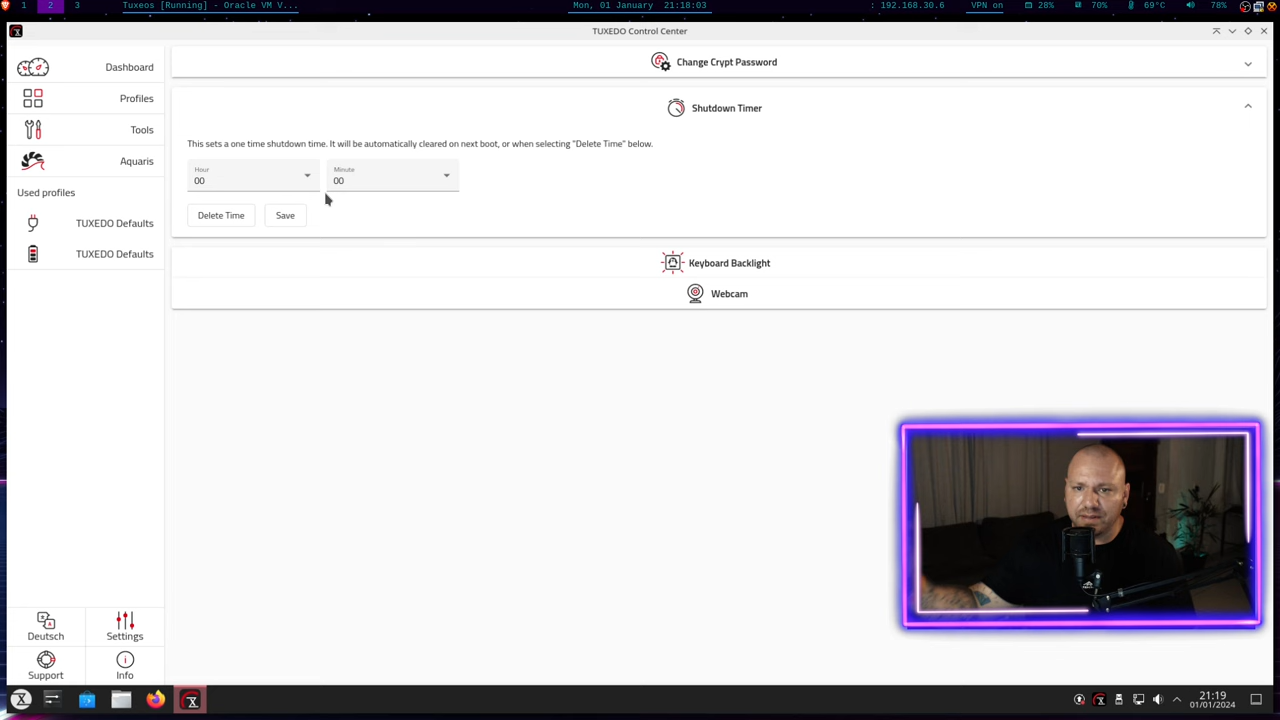 1 2 3 Tuxeos [Running] - Oracle VM V... Mon, 01 January 21:18:03 : 192.168.30.6 VPN on 28% 70% 69°C 78%
TUXEDO Control Center
Dashboard
Profiles
Tools
Aquaris
Used profiles
TUXEDO Defaults
TUXEDO Defaults
Change Crypt Password
Shutdown Timer
This sets a one time shutdown time. It will be automatically cleared on next boot, or when selecting "Delete Time" below.
Hour
00
Minute
00
Delete Time Save
Keyboard Backlight
Webcam
Deutsch Settings
Support Info
21:19
01/01/2024